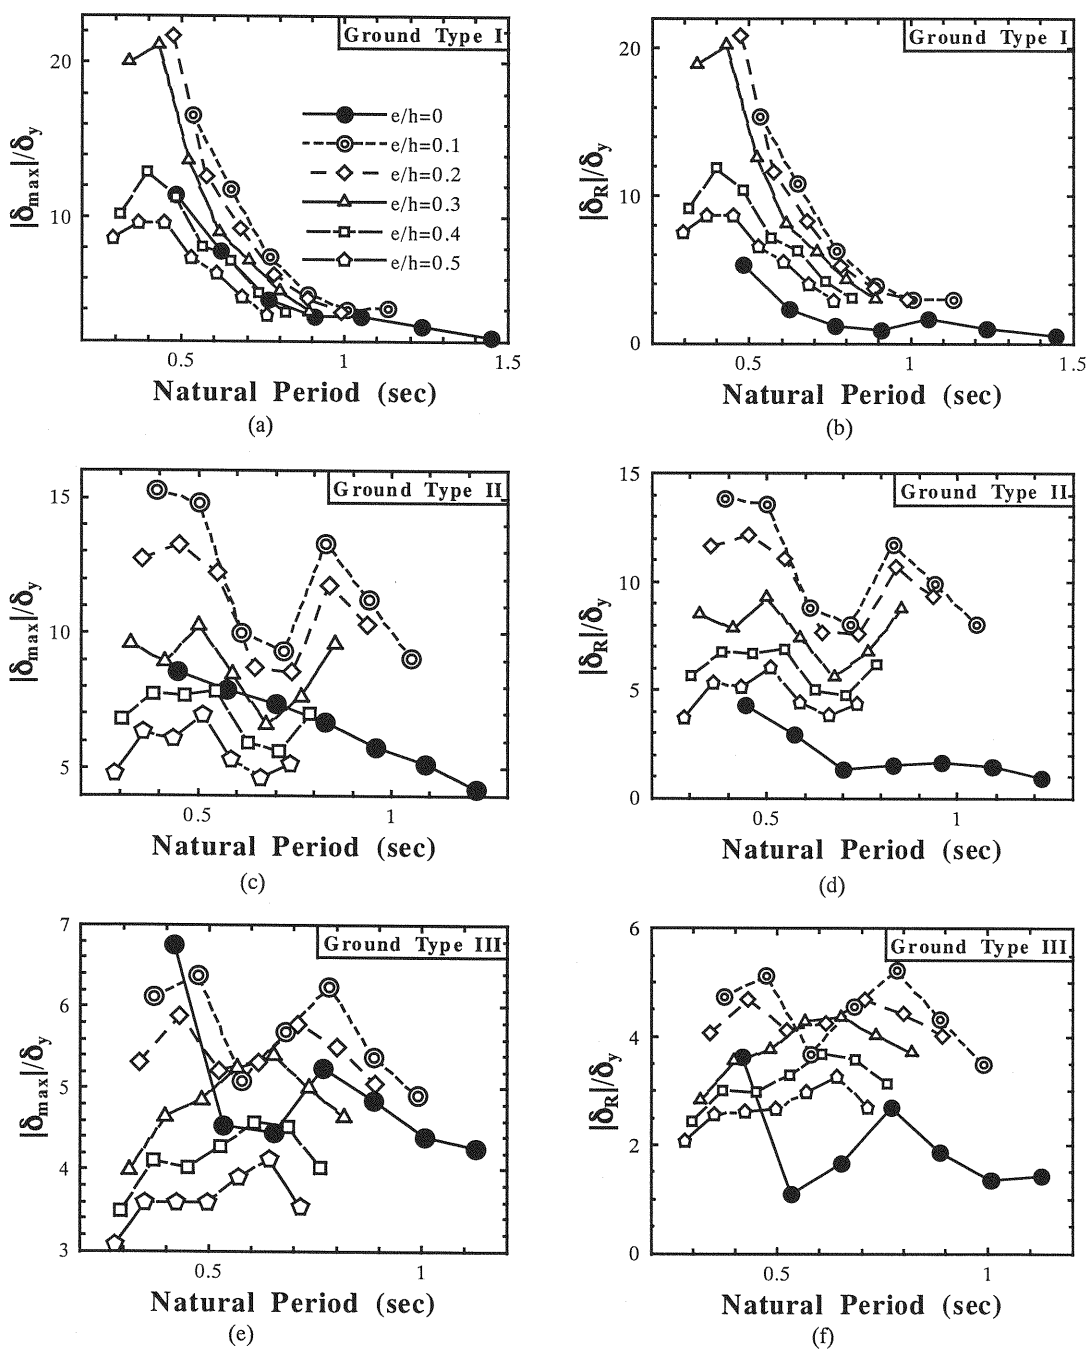 Ground Type I
20
10
|δmax|/δy
e/h=0
e/h=0.1
e/h=0.2
e/h=0.3
e/h=0.4
e/h=0.5
0.5
1
1.5
Natural Period (sec)
(a)
Ground Type I
20
10
0
|δR|/δy
0.5
1
1.5
Natural Period (sec)
(b)
Ground Type II
15
10
5
|δmax|/δy
0.5
1
Natural Period (sec)
(c)
Ground Type II
15
10
5
0
|δR|/δy
0.5
1
Natural Period (sec)
(d)
Ground Type III
7
6
5
4
3
|δmax|/δy
0.5
1
Natural Period (sec)
(e)
Ground Type III
6
4
2
0
|δR|/δy
0.5
1
Natural Period (sec)
(f)